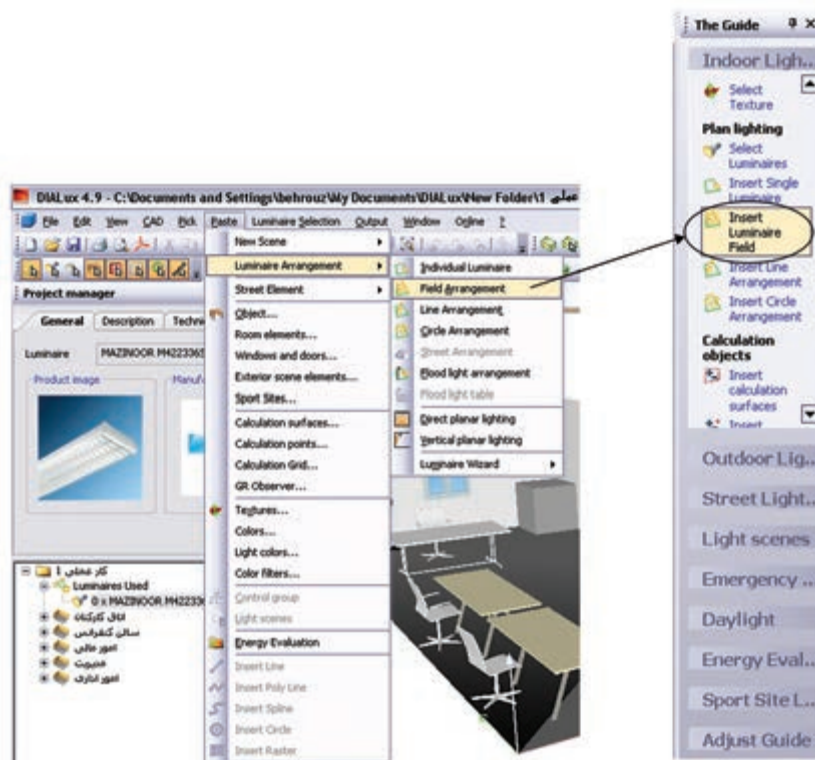 DIALux 4.9 - C:\Documents and Settings\behrouz\My Documents\DIALux\New Folder\1 عملی
File Edit View CAD Pick Paste Luminaire Selection Output Window Online ?
Project manager
General Description Techni
Luminaire MAZINOOR M422336
Product image Manuf
کار عملی 1
Luminaires Used
0 x MAZINOOR M42233
اتاق کارکنان
سالن کنفرانس
امور مالی
مدیریت
امور اداری
New Scene
Luminaire Arrangement
Street Element
Object...
Room elements...
Windows and doors...
Exterior scene elements...
Sport Sites...
Calculation surfaces...
Calculation points...
Calculation Grid...
GR Observer...
Textures...
Colors...
Light colors...
Color filters...
Control group
Light scenes
Energy Evaluation
Insert Line
Insert Poly Line
Insert Spline
Insert Circle
Insert Raster
Individual Luminaire
Field Arrangement
Line Arrangement
Circle Arrangement
Street Arrangement
Flood light arrangement
Flood light table
Direct planar lighting
Vertical planar lighting
Luminaire Wizard
The Guide
Indoor Ligh...
Select
Texture
Plan lighting
Select
Luminaires
Insert Single
Luminaire
Insert
Luminaire
Field
Insert Line
Arrangement
Insert Circle
Arrangement
Calculation
objects
Insert
calculation
surfaces
Insert
Outdoor Lig...
Street Light...
Light scenes
Emergency ...
Daylight
Energy Eval...
Sport Site L...
Adjust Guide